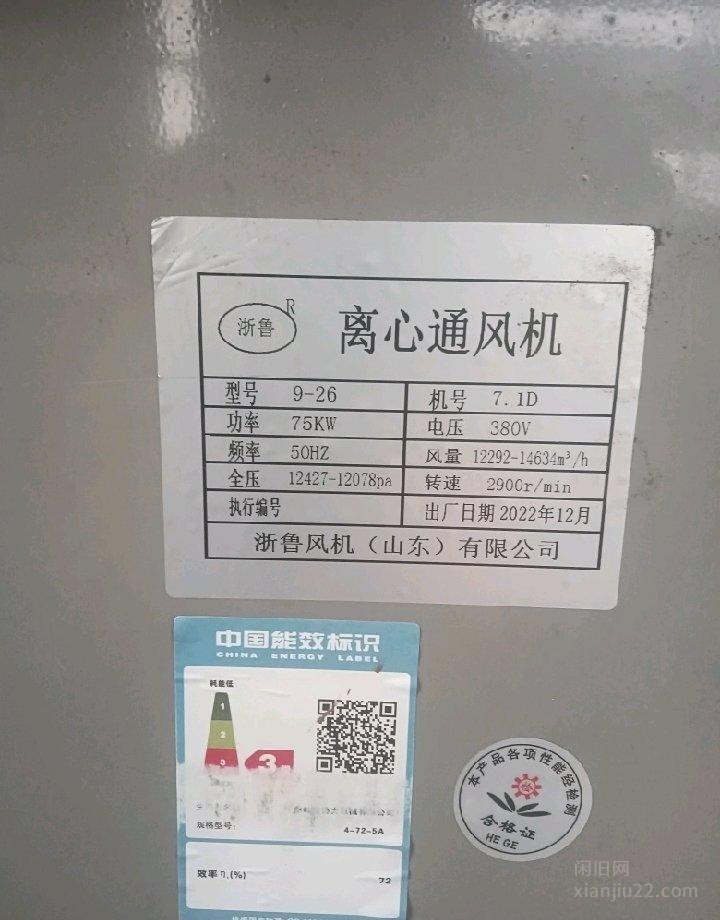 浙鲁 R
离心通风机
型号 9-26 机号 7.1D
功率 75KW 电压 380V
频率 50HZ 风量 12292-14634m³/h
全压 12427-12078pa 转速 2900r/min
执行编号 出厂日期 2022年12月
浙鲁风机（山东）有限公司
中国能效标识
CHINA ENERGY LABEL
耗能低
1
2
3
3
规格型号: 4-72-5A
效率η(%) 72
本产品各项性能经检测
合格证
HE GE
闲旧网
xianjiu22.com